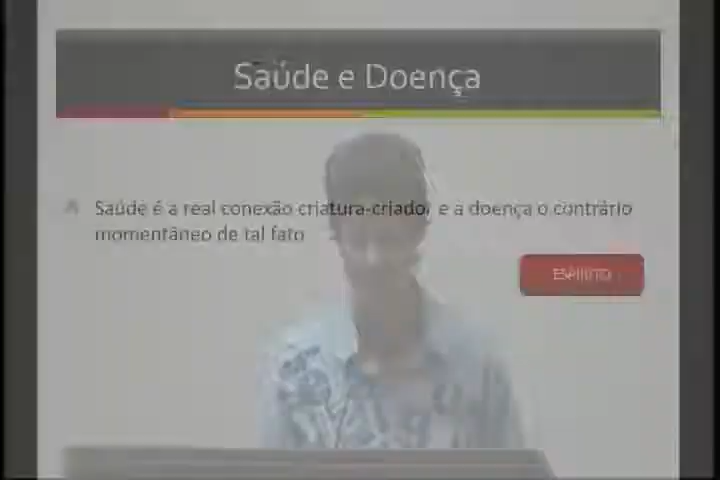 Saúde e Doença
Saúde é a real conexão criatura-criador e a doença o contrário
momentâneo de tal fato
ESPÍRITO